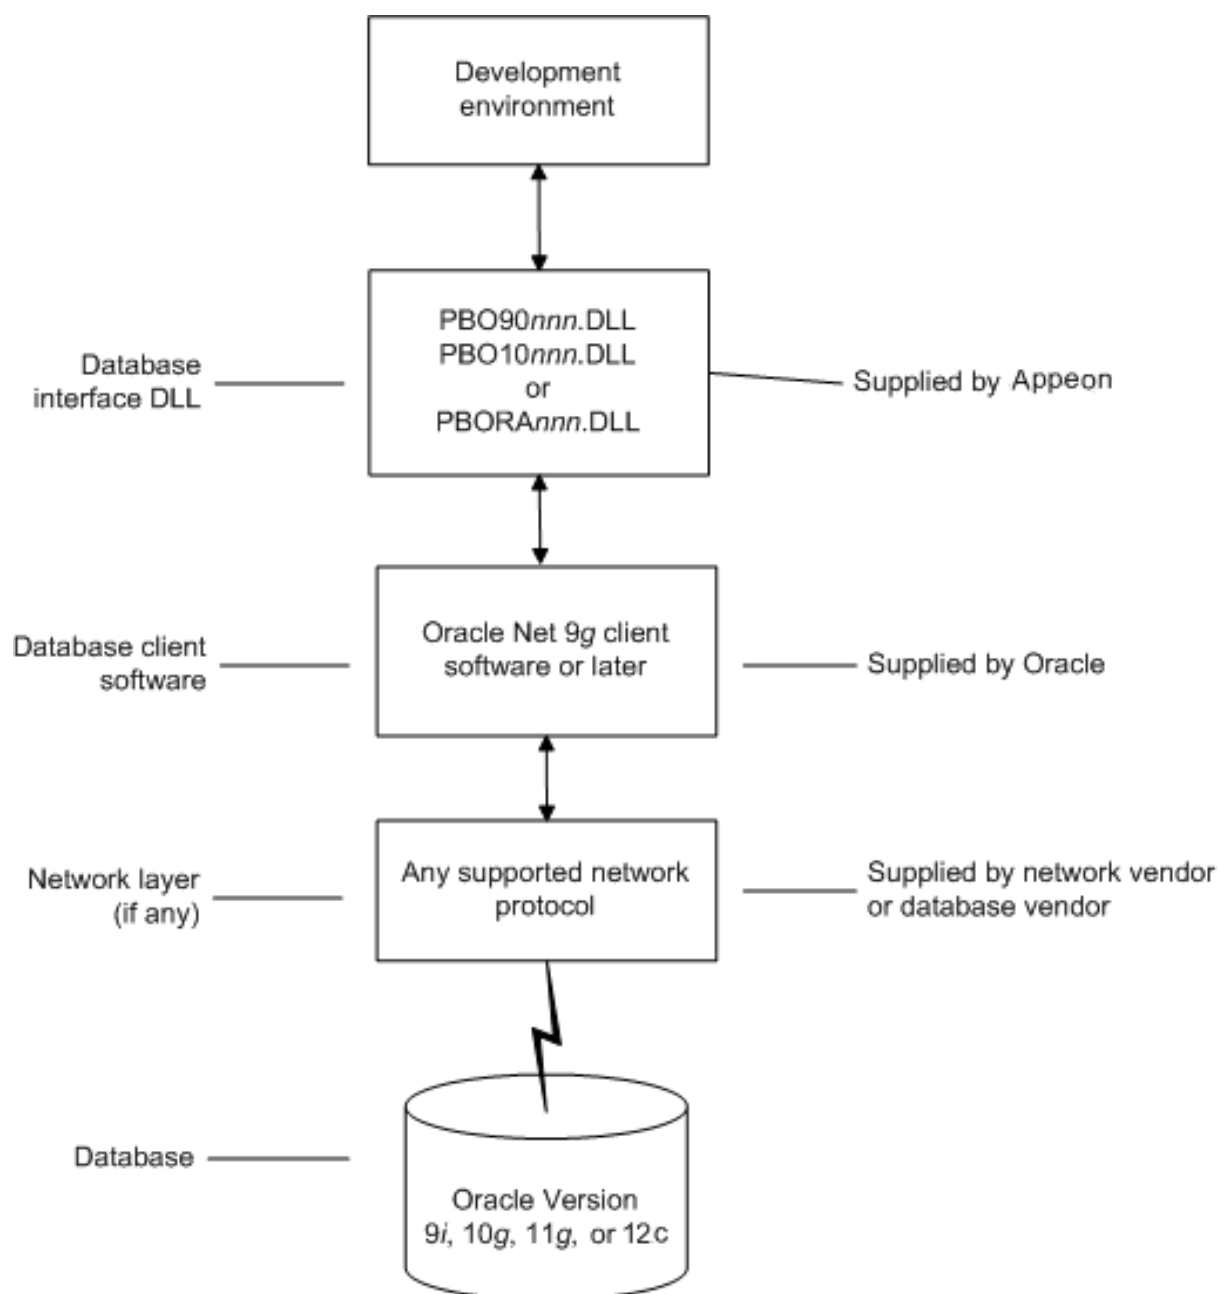 Development
environment
PBO90nnn.DLL
PBO10nnn.DLL
or
PBORAnnn.DLL
Database
interface DLL
Supplied by Appeon
Oracle Net 9g client
software or later
Database client
software
Supplied by Oracle
Any supported network
protocol
Network layer
(if any)
Supplied by network vendor
or database vendor
Database
Oracle Version
9i, 10g, 11g, or 12c